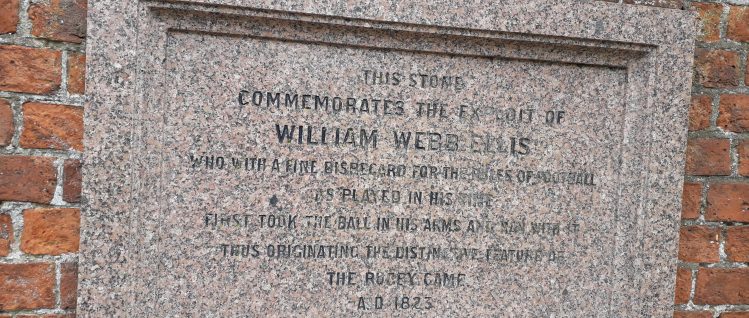 THIS STONE
COMMEMORATES THE EXPLOIT OF
WILLIAM WEBB ELLIS
WHO WITH A FINE DISREGARD FOR THE RULES OF FOOTBALL
AS PLAYED IN HIS TIME
FIRST TOOK THE BALL IN HIS ARMS AND RAN WITH IT
THUS ORIGINATING THE DISTINCTIVE FEATURE OF
THE RUGBY GAME
A.D. 1823